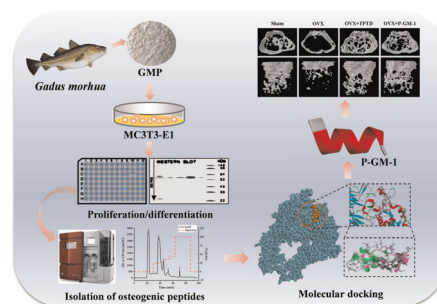 Sham OVX OVX+TPTD OVX+P-GM-1
Gadus morhua
GMP
MC3T3-E1
WESTERN BLOT
P-GM-1
Proliferation/differentiation
Isolation of osteogenic peptides
Molecular docking